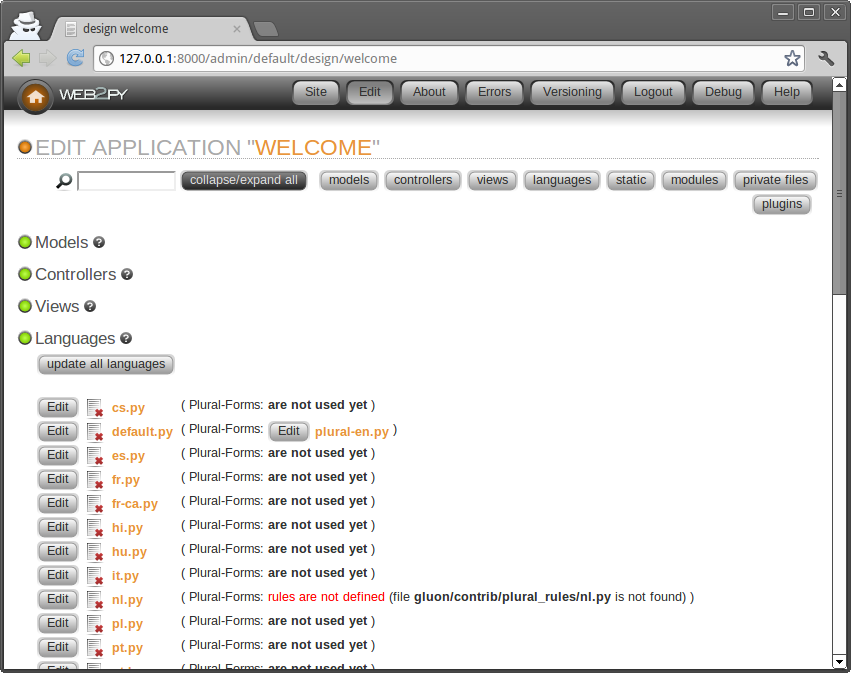 design welcome
127.0.0.1:8000/admin/default/design/welcome
WEB2PY Site Edit About Errors Versioning Logout Debug Help
EDIT APPLICATION "WELCOME"
collapse/expand all models controllers views languages static modules private files
plugins
Models ?
Controllers ?
Views ?
Languages ?
update all languages
Edit cs.py ( Plural-Forms: are not used yet )
Edit default.py ( Plural-Forms: Edit plural-en.py )
Edit es.py ( Plural-Forms: are not used yet )
Edit fr.py ( Plural-Forms: are not used yet )
Edit fr-ca.py ( Plural-Forms: are not used yet )
Edit hi.py ( Plural-Forms: are not used yet )
Edit hu.py ( Plural-Forms: are not used yet )
Edit it.py ( Plural-Forms: are not used yet )
Edit nl.py ( Plural-Forms: rules are not defined (file gluon/contrib/plural_rules/nl.py is not found) )
Edit pl.py ( Plural-Forms: are not used yet )
Edit pt.py ( Plural-Forms: are not used yet )
Edit ( Plural-Forms: are not used yet )